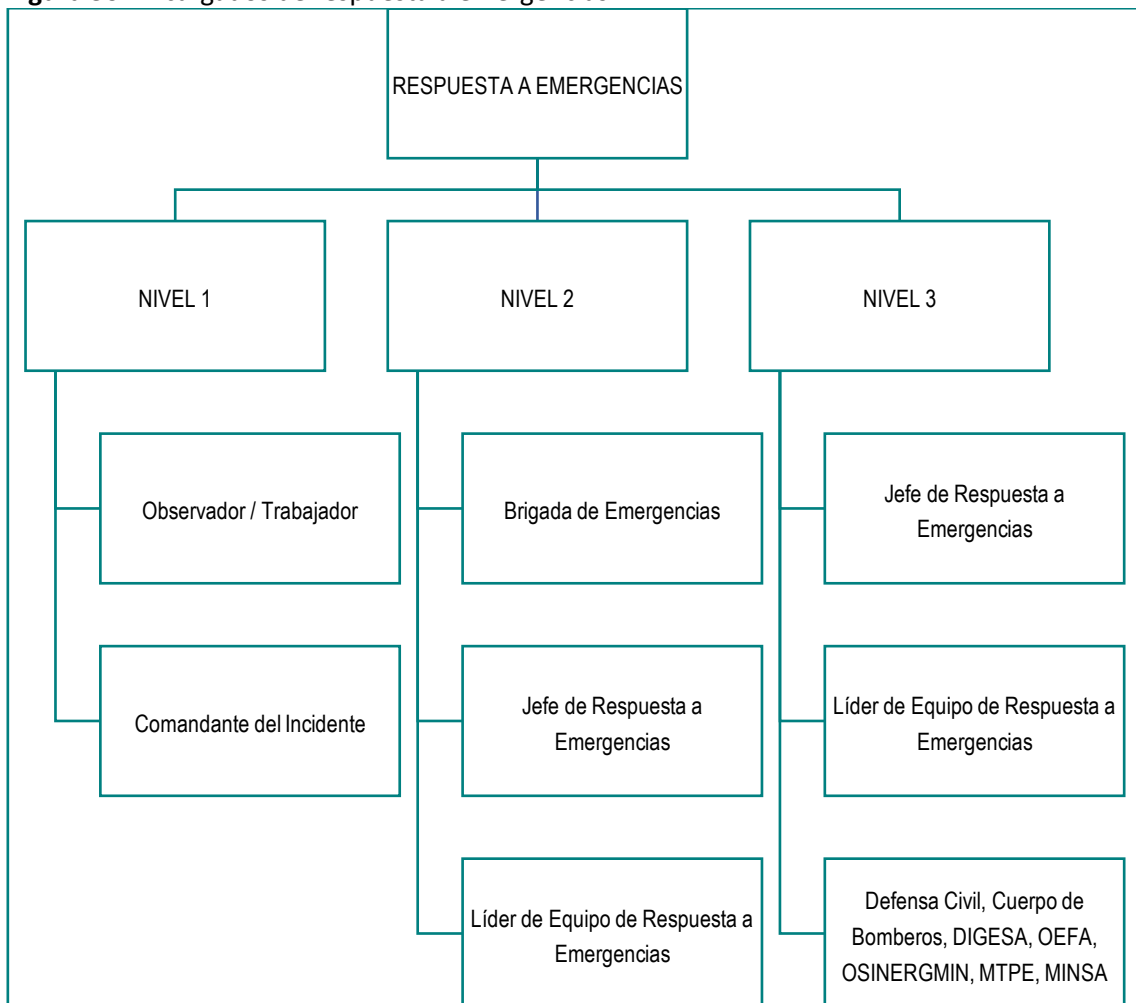 RESPUESTA A EMERGENCIAS
NIVEL 1
NIVEL 2
NIVEL 3
Observador / Trabajador
Comandante del Incidente
Brigada de Emergencias
Jefe de Respuesta a
Emergencias
Líder de Equipo de Respuesta a
Emergencias
Jefe de Respuesta a
Emergencias
Líder de Equipo de Respuesta a
Emergencias
Defensa Civil, Cuerpo de
Bomberos, DIGESA, OEFA,
OSINERGMIN, MTPE, MINSA